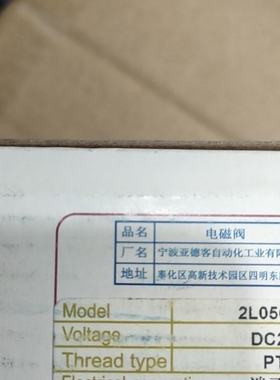 品名 电磁阀
厂名 宁波亚德客自动化工业有限
地址 奉化区高新技术园区四明东
Model 2L05
Voltage DC2
Thread type PT